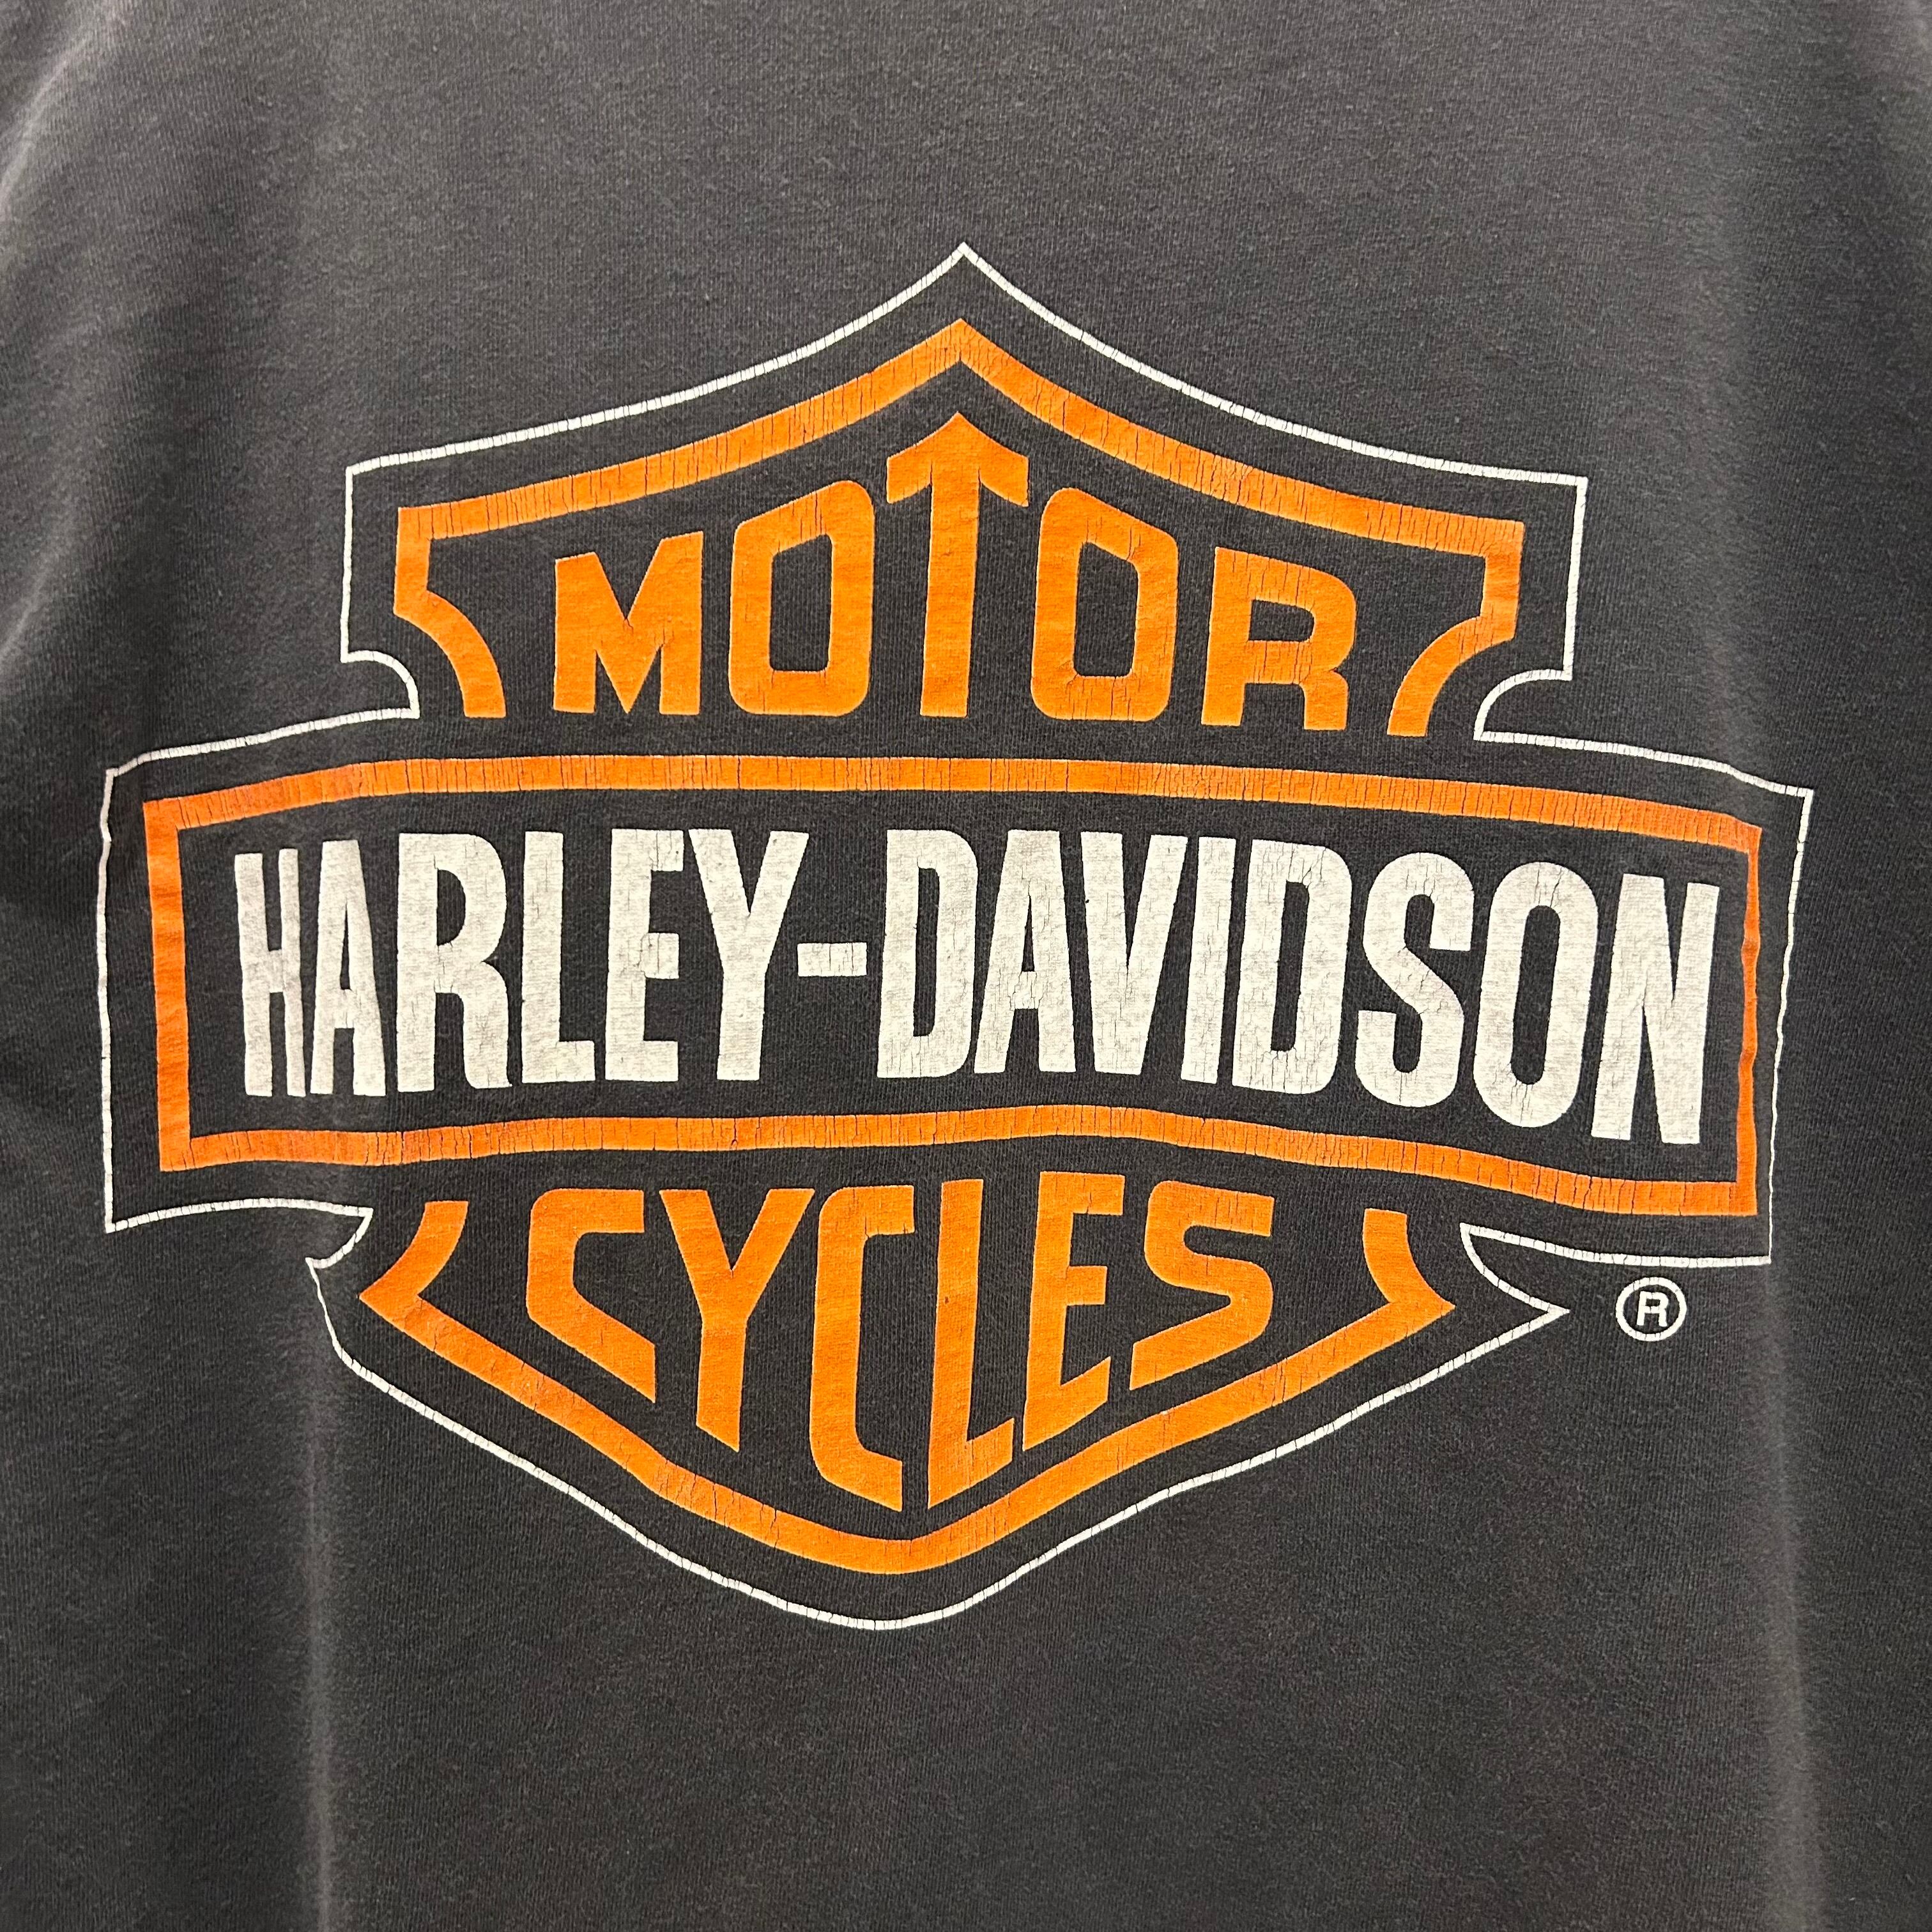 MOTOR
HARLEY-DAVIDSON
CYCLES
®